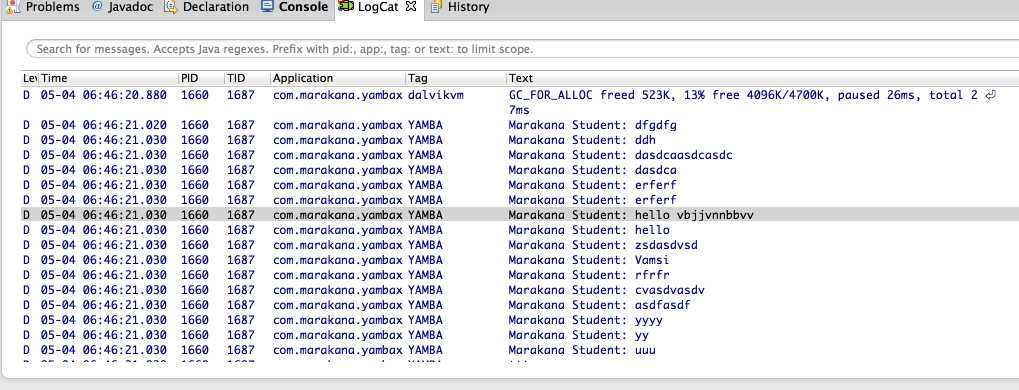 Problems @ Javadoc Declaration Console LogCat History
Search for messages. Accepts Java regexes. Prefix with pid:, app:, tag: or text: to limit scope.
Le Time PID TID Application Tag Text
D 05-04 06:46:20.880 1660 1687 com.marakana.yambax dalvikvm GC_FOR_ALLOC freed 523K, 13% free 4096K/4700K, paused 26ms, total 2
7ms
D 05-04 06:46:21.020 1660 1687 com.marakana.yambax YAMBA Marakana Student: dfgdfg
D 05-04 06:46:21.030 1660 1687 com.marakana.yambax YAMBA Marakana Student: ddh
D 05-04 06:46:21.030 1660 1687 com.marakana.yambax YAMBA Marakana Student: dasdcaasdcasdc
D 05-04 06:46:21.030 1660 1687 com.marakana.yambax YAMBA Marakana Student: dasdca
D 05-04 06:46:21.030 1660 1687 com.marakana.yambax YAMBA Marakana Student: erferf
D 05-04 06:46:21.030 1660 1687 com.marakana.yambax YAMBA Marakana Student: erferf
D 05-04 06:46:21.030 1660 1687 com.marakana.yambax YAMBA Marakana Student: hello vbjjvnnbbvv
D 05-04 06:46:21.030 1660 1687 com.marakana.yambax YAMBA Marakana Student: hello
D 05-04 06:46:21.030 1660 1687 com.marakana.yambax YAMBA Marakana Student: zsdasdvsd
D 05-04 06:46:21.030 1660 1687 com.marakana.yambax YAMBA Marakana Student: Vamsi
D 05-04 06:46:21.030 1660 1687 com.marakana.yambax YAMBA Marakana Student: rfrfr
D 05-04 06:46:21.030 1660 1687 com.marakana.yambax YAMBA Marakana Student: cvasdvasdv
D 05-04 06:46:21.030 1660 1687 com.marakana.yambax YAMBA Marakana Student: asdfasdf
D 05-04 06:46:21.030 1660 1687 com.marakana.yambax YAMBA Marakana Student: yyyy
D 05-04 06:46:21.030 1660 1687 com.marakana.yambax YAMBA Marakana Student: yy
D 05-04 06:46:21.030 1660 1687 com.marakana.yambax YAMBA Marakana Student: uuu